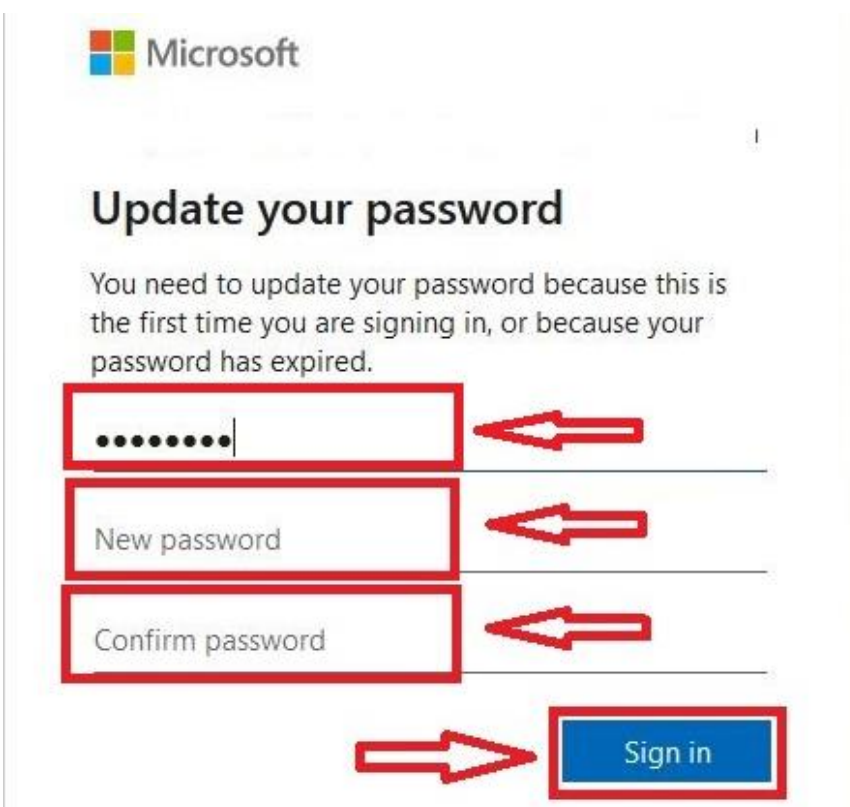 Microsoft
Update your password
You need to update your password because this is
the first time you are signing in, or because your
password has expired.
••••••••
New password
Confirm password
Sign in